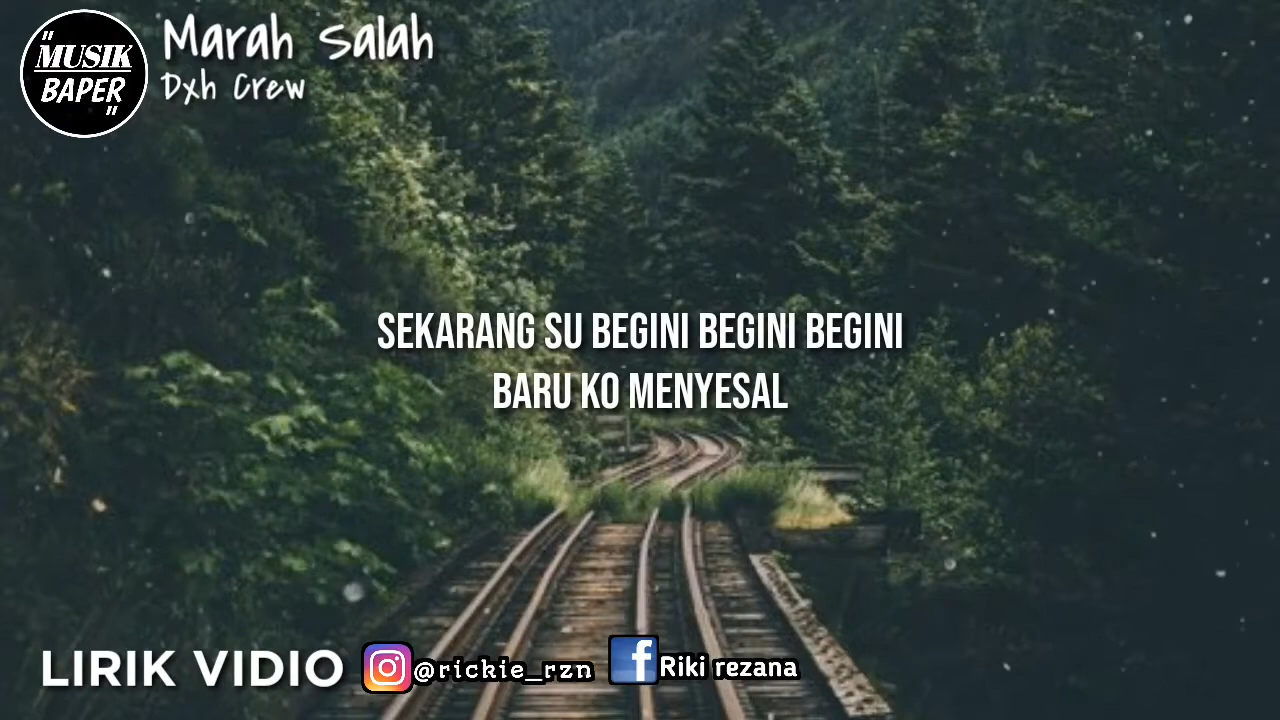 "MUSIK
BAPER"
Marah Salah
Dxh Crew
SEKARANG SU BEGINI BEGINI BEGINI
BARU KO MENYESAL
LIRIK VIDIO
@rickie_rzn
f Riki rezana